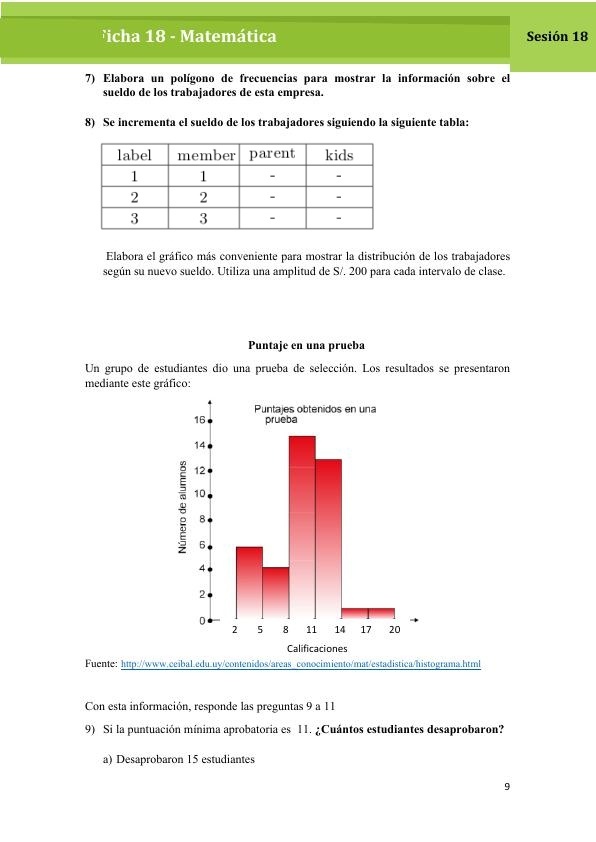 Ficha 18 - Matemática
Sesión 18
7) Elabora un polígono de frecuencias para mostrar la información sobre el
sueldo de los trabajadores de esta empresa.
8) Se incrementa el sueldo de los trabajadores siguiendo la siguiente tabla:
label member parent kids
1 1 - -
2 2 - -
3 3 - -
Elabora el gráfico más conveniente para mostrar la distribución de los trabajadores
según su nuevo sueldo. Utiliza una amplitud de S/. 200 para cada intervalo de clase.
Puntaje en una prueba
Un grupo de estudiantes dio una prueba de selección. Los resultados se presentaron
mediante este gráfico:
Puntajes obtenidos en una
prueba
Número de alumnos
16
14
12
10
8
6
4
2
0
2 5 8 11 14 17 20
Calificaciones
Fuente: http://www.ceibal.edu.uy/contenidos/areas_conocimiento/mat/estadistica/histograma.html
Con esta información, responde las preguntas 9 a 11
9) Si la puntuación mínima aprobatoria es 11. ¿Cuántos estudiantes desaprobaron?
a) Desaprobaron 15 estudiantes
9